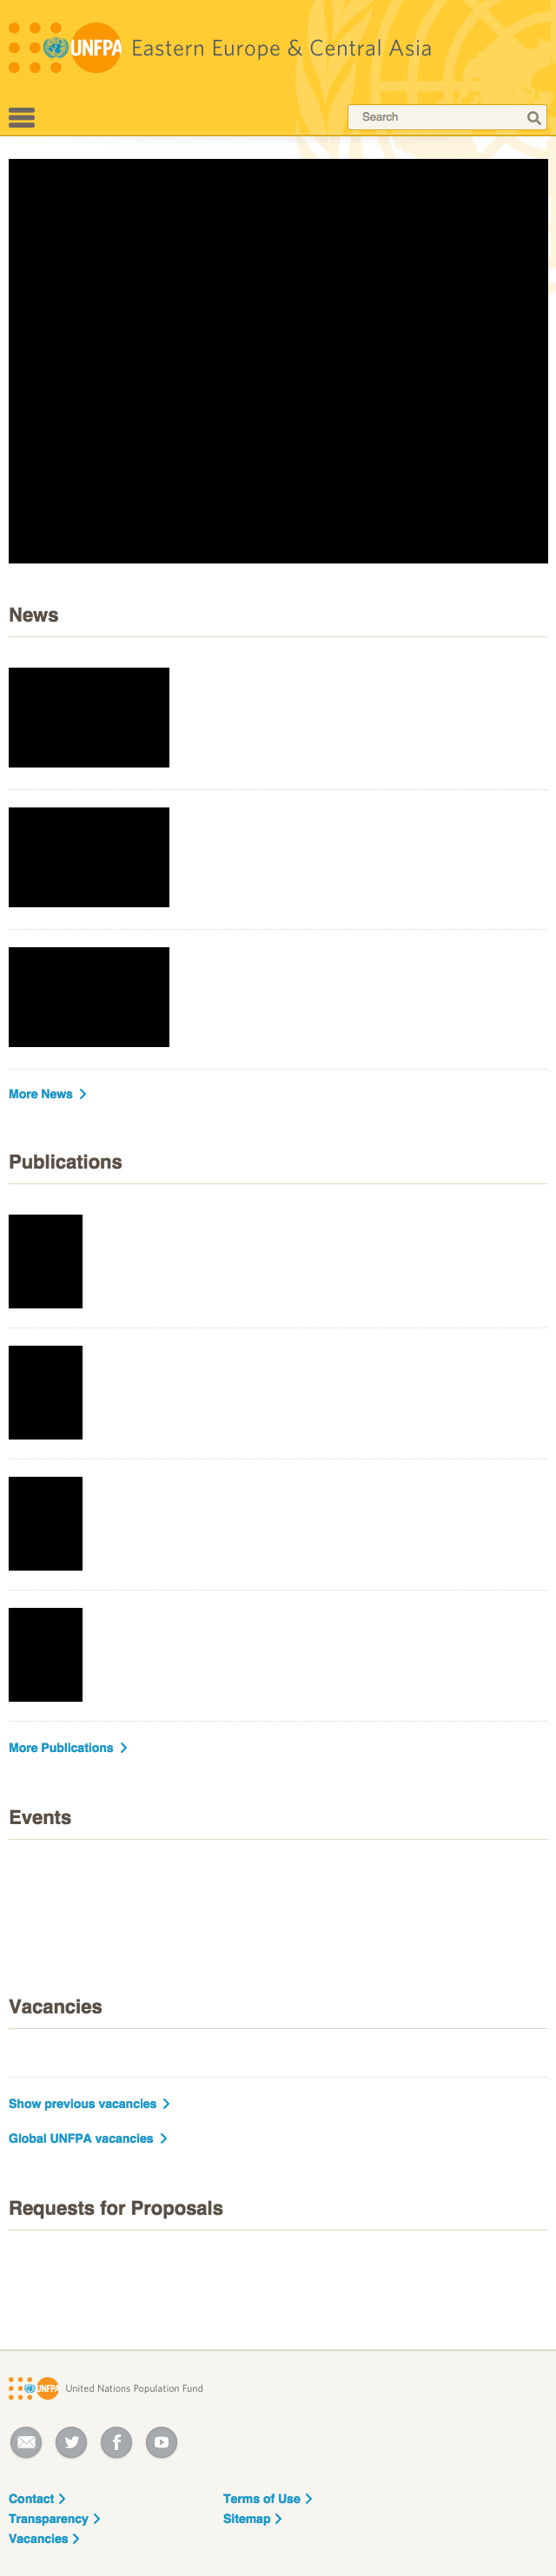 UNFPA Eastern Europe & Central Asia
Search
News
More News
Publications
More Publications
Events
Vacancies
Show previous vacancies
Global UNFPA vacancies
Requests for Proposals
UNFPA United Nations Population Fund
Contact Terms of Use
Transparency Sitemap
Vacancies